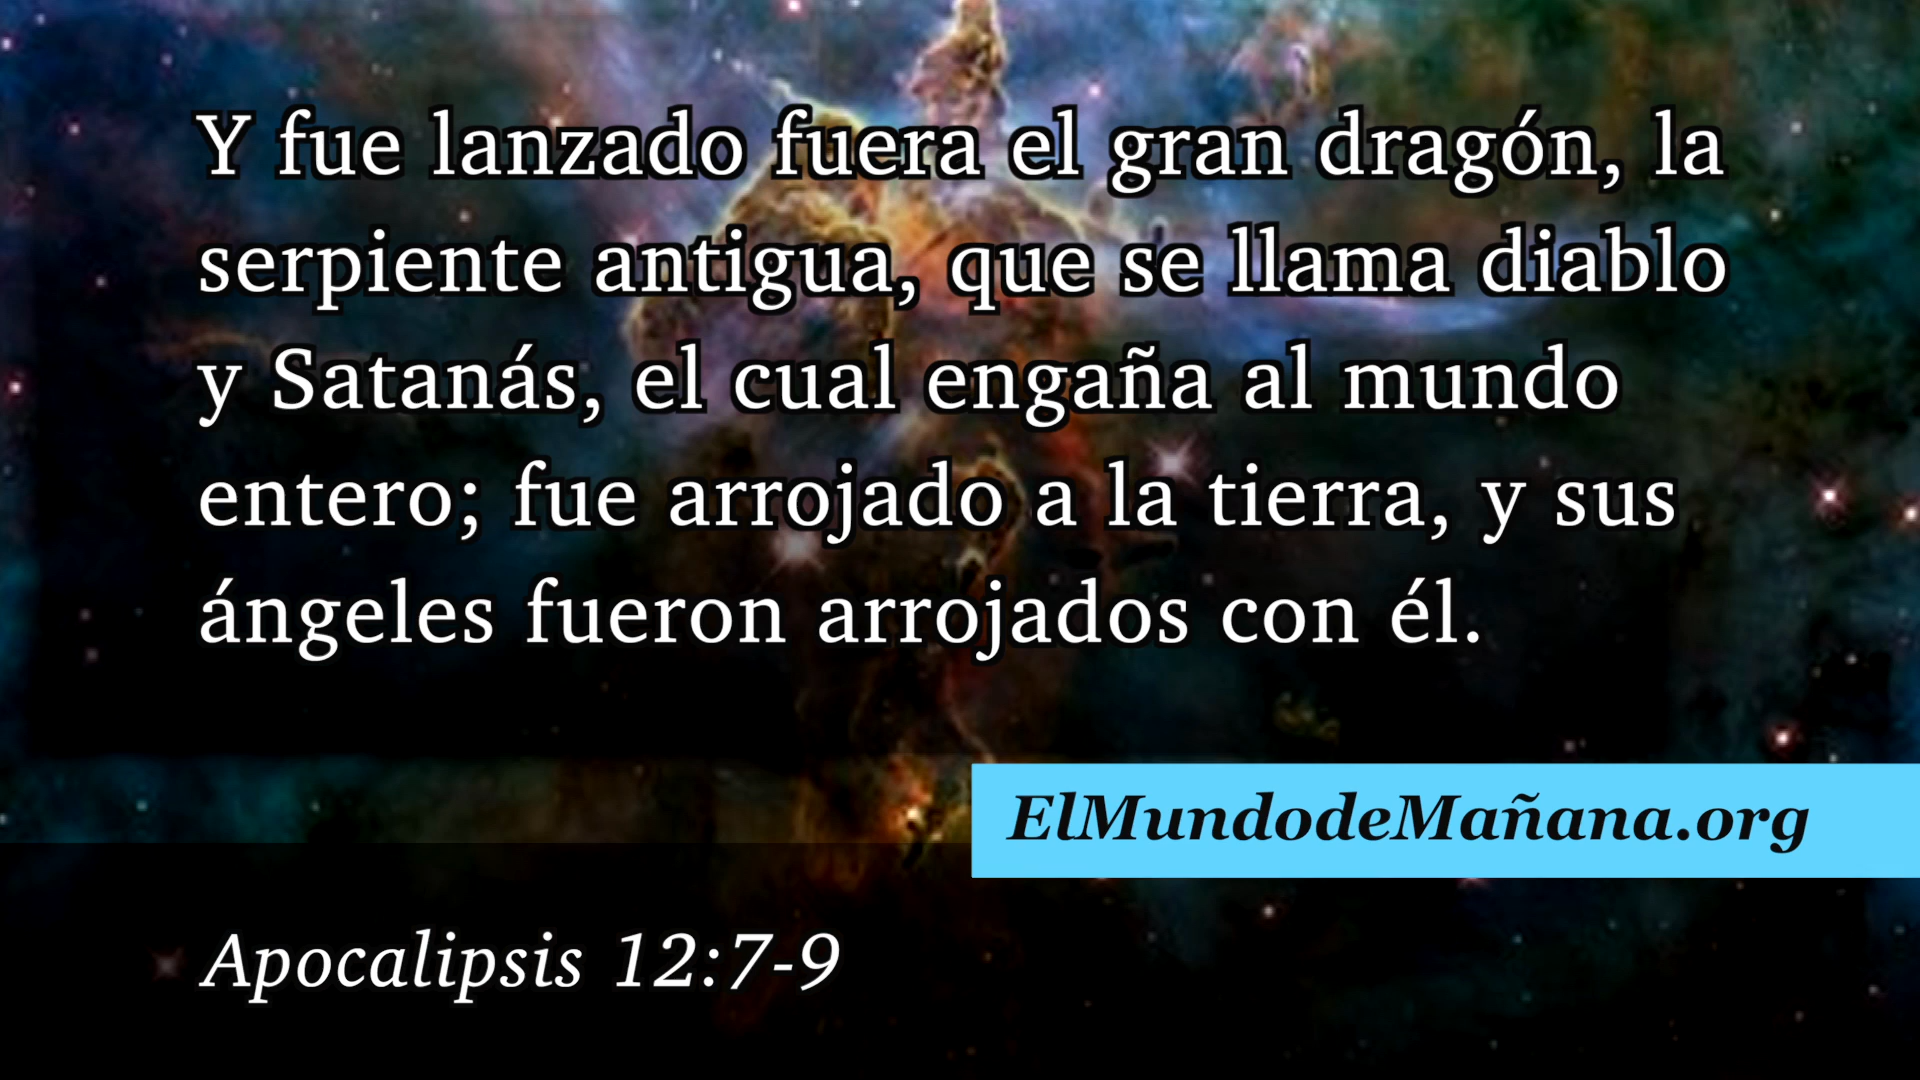 Y fue lanzado fuera el gran dragón, la
serpiente antigua, que se llama diablo
y Satanás, el cual engaña al mundo
entero; fue arrojado a la tierra, y sus
ángeles fueron arrojados con él.
ElMundodeMañana.org
Apocalipsis 12:7-9